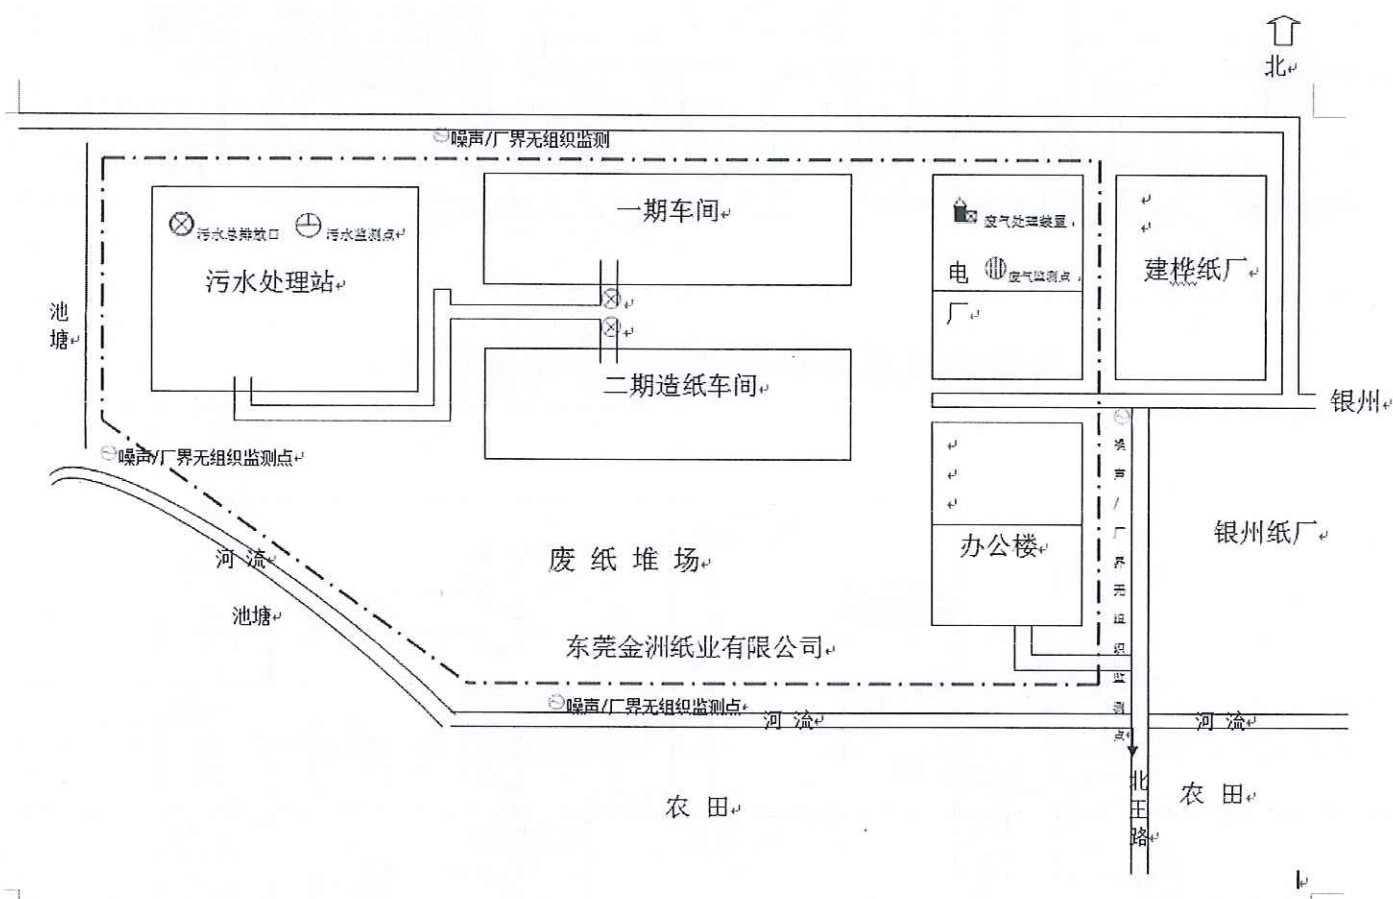 北
噪声/厂界无组织监测
一期车间
废气处理装置
污水总排放口
污水监测点
污水处理站
电
厂
废气监测点
建桦纸厂
池
塘
二期造纸车间
银州
噪声/厂界无组织监测点
噪声/厂界无组织监测点
银州纸厂
办公楼
河 流
废 纸 堆 场
池塘
东莞金洲纸业有限公司
噪声/厂界无组织监测点
河 流
河 流
农 田
北王路
农 田